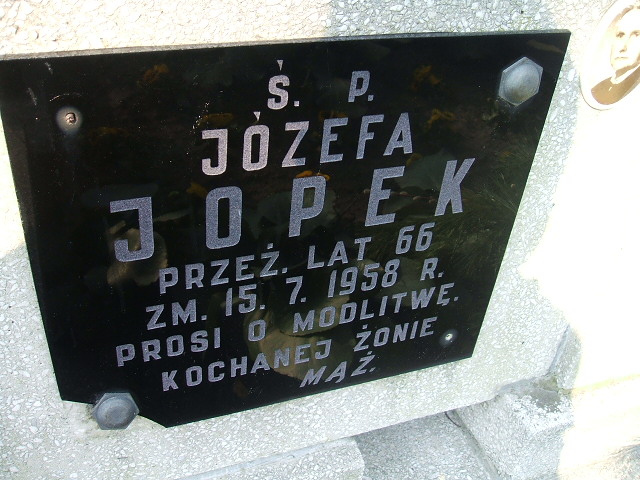 Ś. P.
JÓZEFA
JOPEK
PRZEŻ. LAT 66
ZM. 15. 7. 1958 R.
PROSI O MODLITWĘ.
KOCHANEJ ŻONIE
MĄŻ.